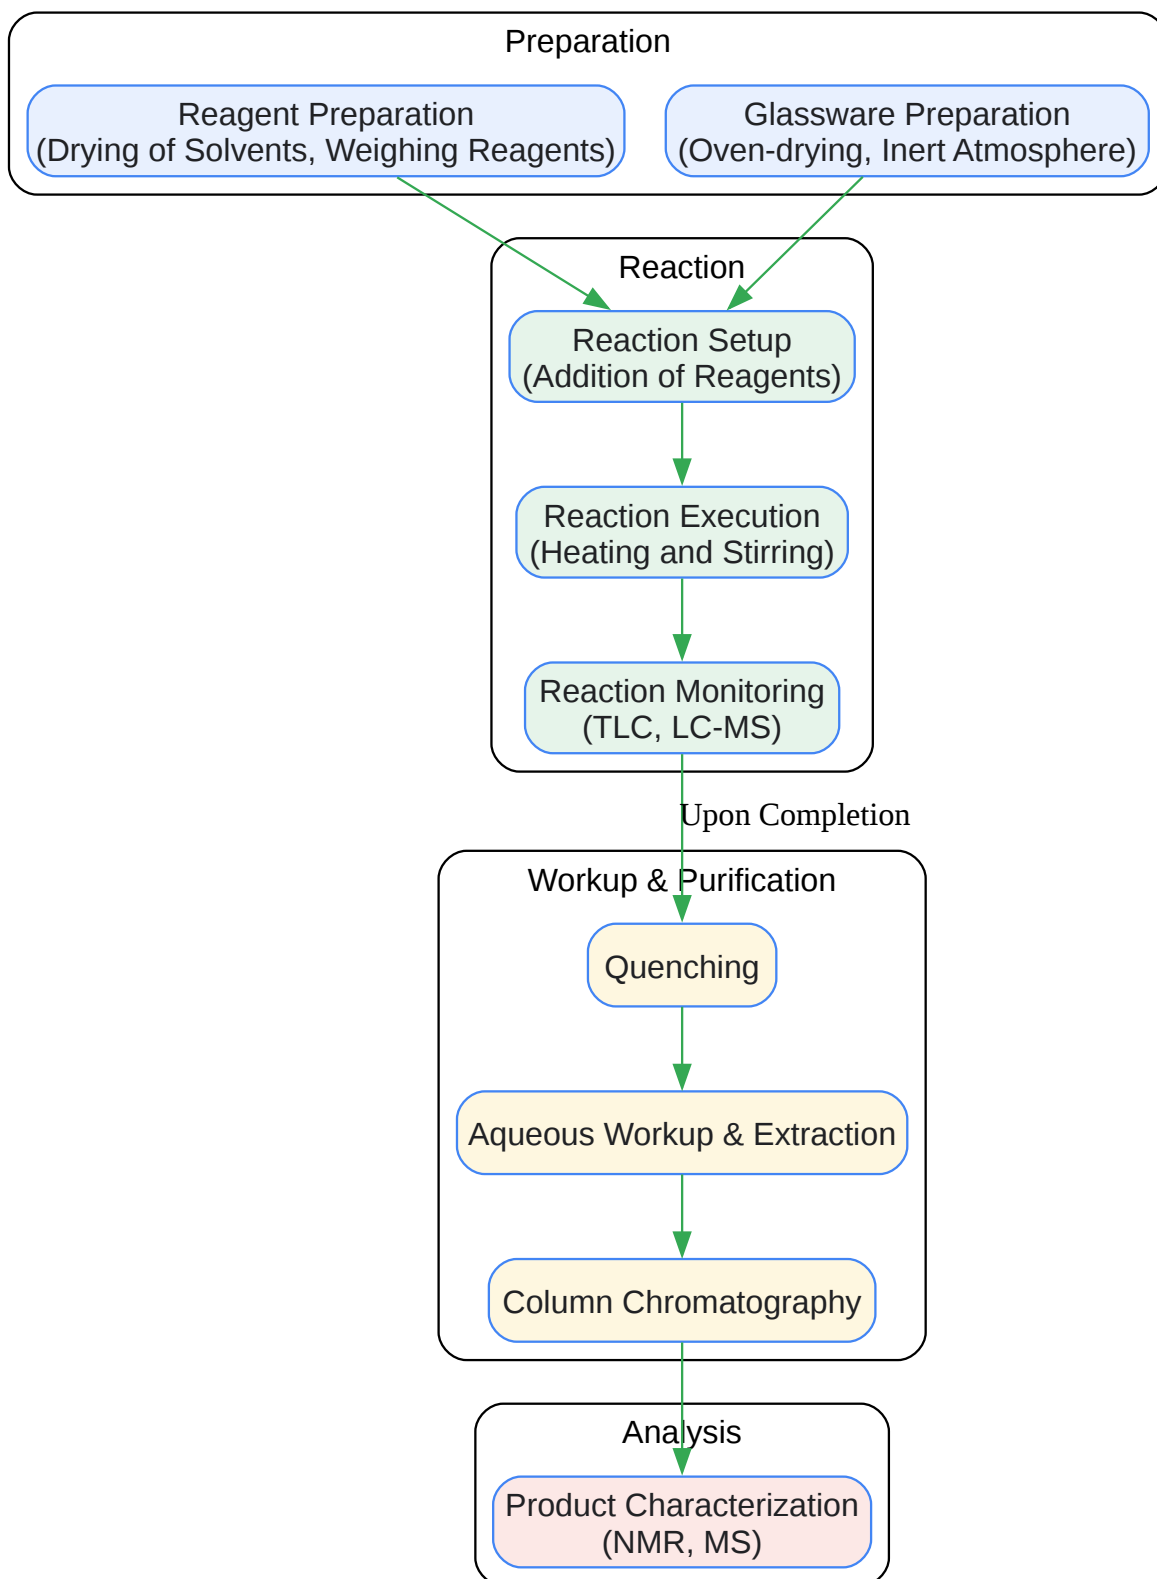 Preparation
Reagent Preparation
(Drying of Solvents, Weighing Reagents)
Glassware Preparation
(Oven-drying, Inert Atmosphere)
Reaction
Reaction Setup
(Addition of Reagents)
Reaction Execution
(Heating and Stirring)
Reaction Monitoring
(TLC, LC-MS)
Upon Completion
Workup & Purification
Quenching
Aqueous Workup & Extraction
Column Chromatography
Analysis
Product Characterization
(NMR, MS)